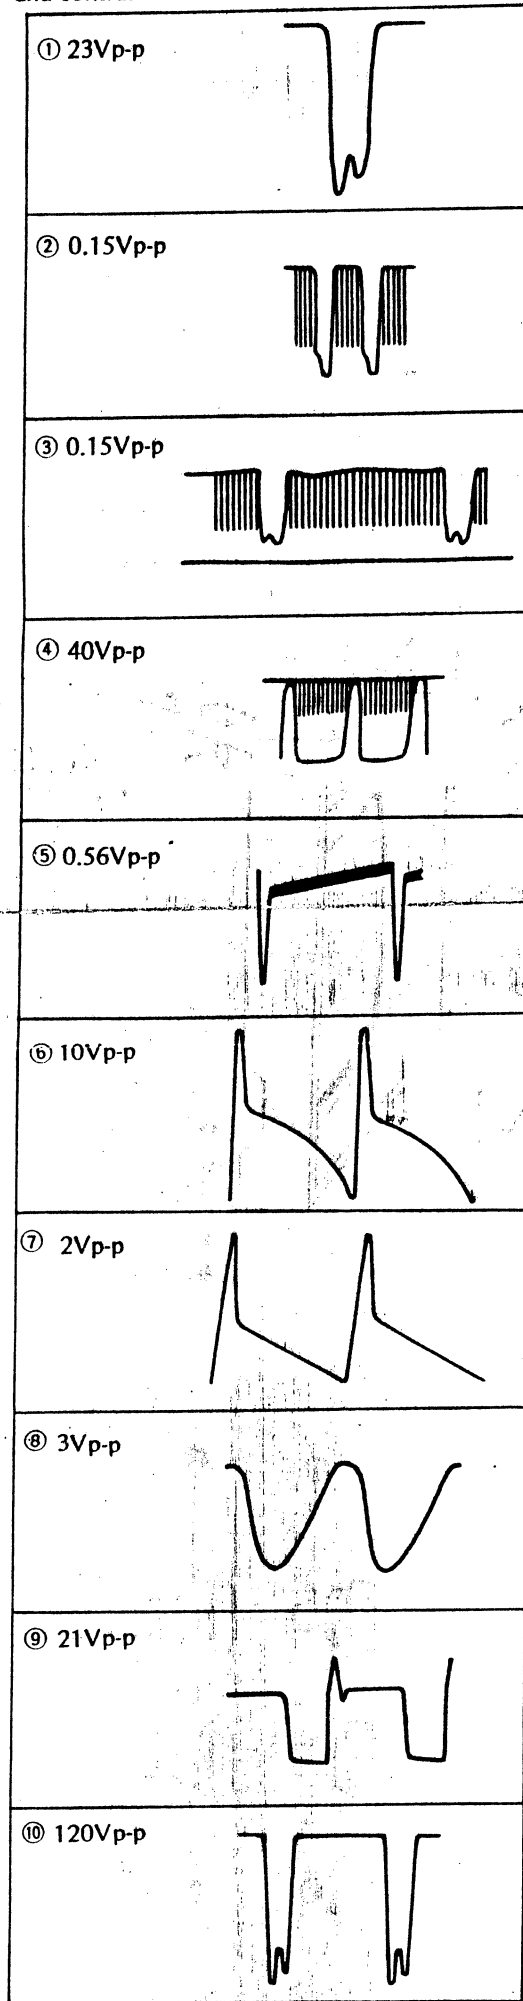 ① 23Vp-p
② 0.15Vp-p
③ 0.15Vp-p
④ 40Vp-p
⑤ 0.56Vp-p
⑥ 10Vp-p
⑦ 2Vp-p
⑧ 3Vp-p
⑨ 21Vp-p
⑩ 120Vp-p